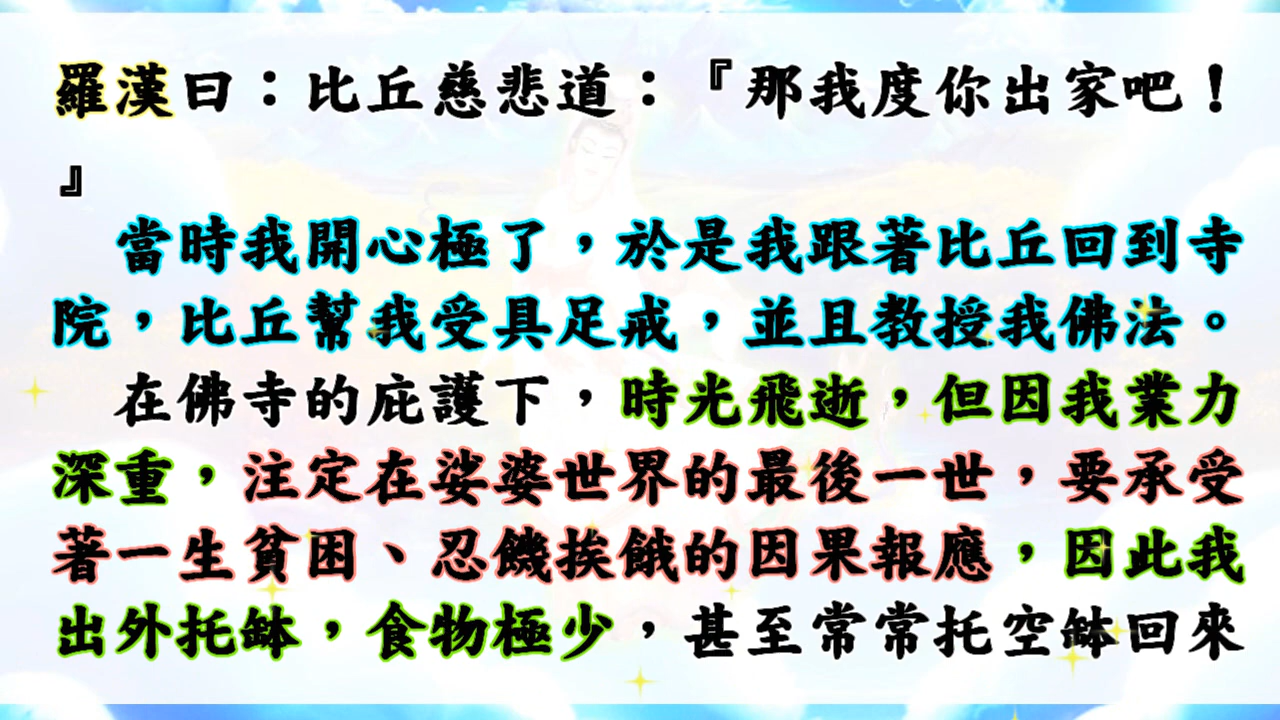 羅漢曰：比丘慈悲道：『那我度你出家吧！
』
當時我開心極了，於是我跟著比丘回到寺
院，比丘幫我受具足戒，並且教授我佛法。
在佛寺的庇護下，時光飛逝，但因我業力
深重，注定在娑婆世界的最後一世，要承受
著一生貧困、忍饑挨餓的因果報應，因此我
出外托缽，食物極少，甚至常常托空缽回來